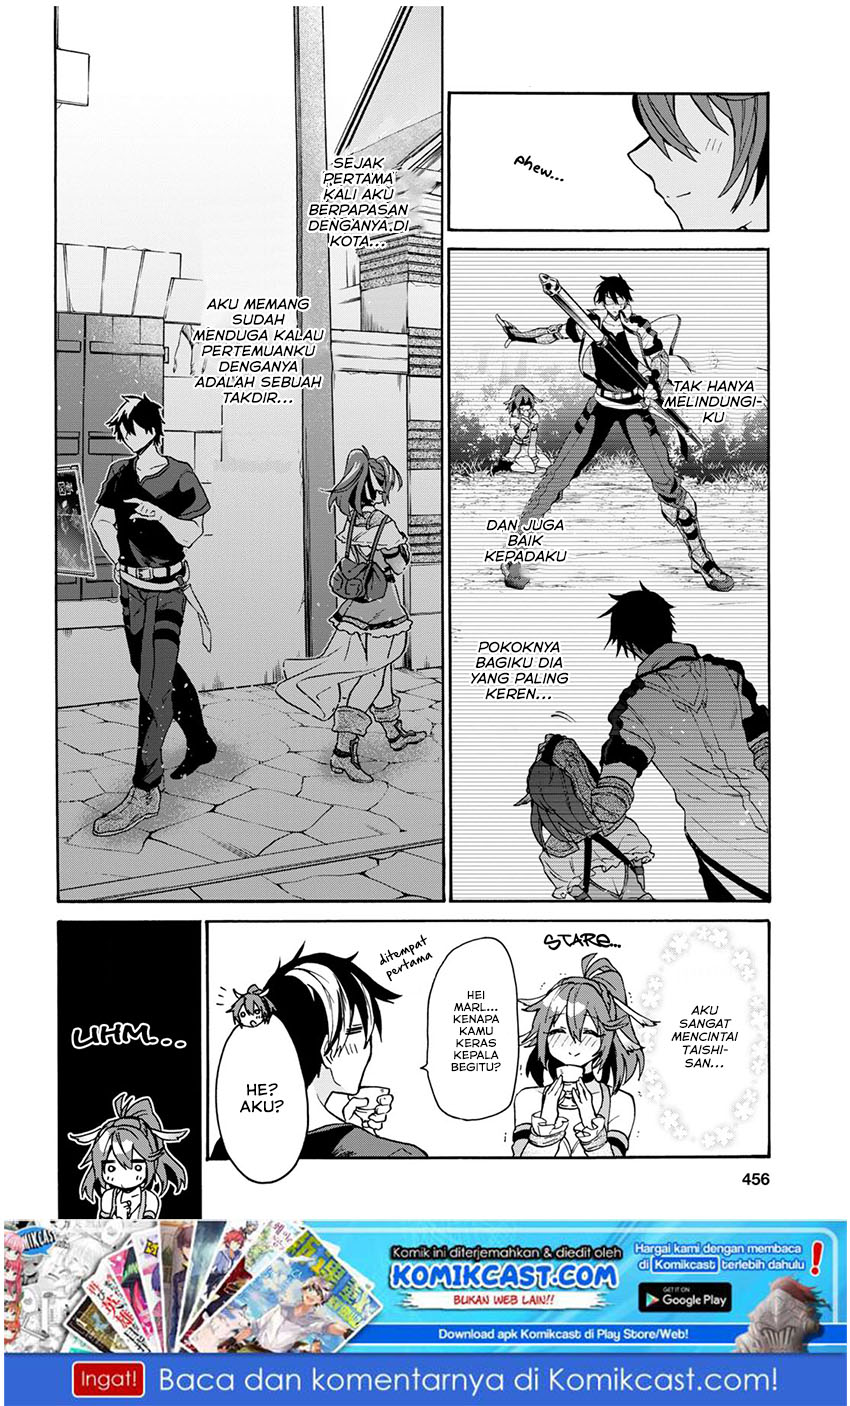 phew...
TAK HANYA
MELINDUNGI-
KU
DAN JUGA
BAIK
KEPADAKU
POKOKNYA
BAGIKU DIA
YANG PALING
KEREN...
SEJAK
PERTAMA
KALI AKU
BERPAPASAN
DENGANYA DI
KOTA...
AKU MEMANG
SUDAH
MENDUGA KALAU
PERTEMUANKU
DENGANYA
ADALAH SEBUAH
TAKDIR...
AKU
SANGAT
MENCINTAI
TAISHI-
SAN...
STARE...
HEI
MARL...
KENAPA
KAMU
KERAS
KEPALA
BEGITU?
ditempat
pertama
HE?
AKU?
UHM...
456
Komik ini diterjemahkan & diedit oleh
KOMIKCAST.COM
BUKAN WEB LAIN!!
Hargai kami dengan membaca
di Komikcast terlebih dahulu !
GET IT ON
Google Play
Download apk Komikcast di Play Store/Web!
Ingat! Baca dan komentarnya di Komikcast.com!